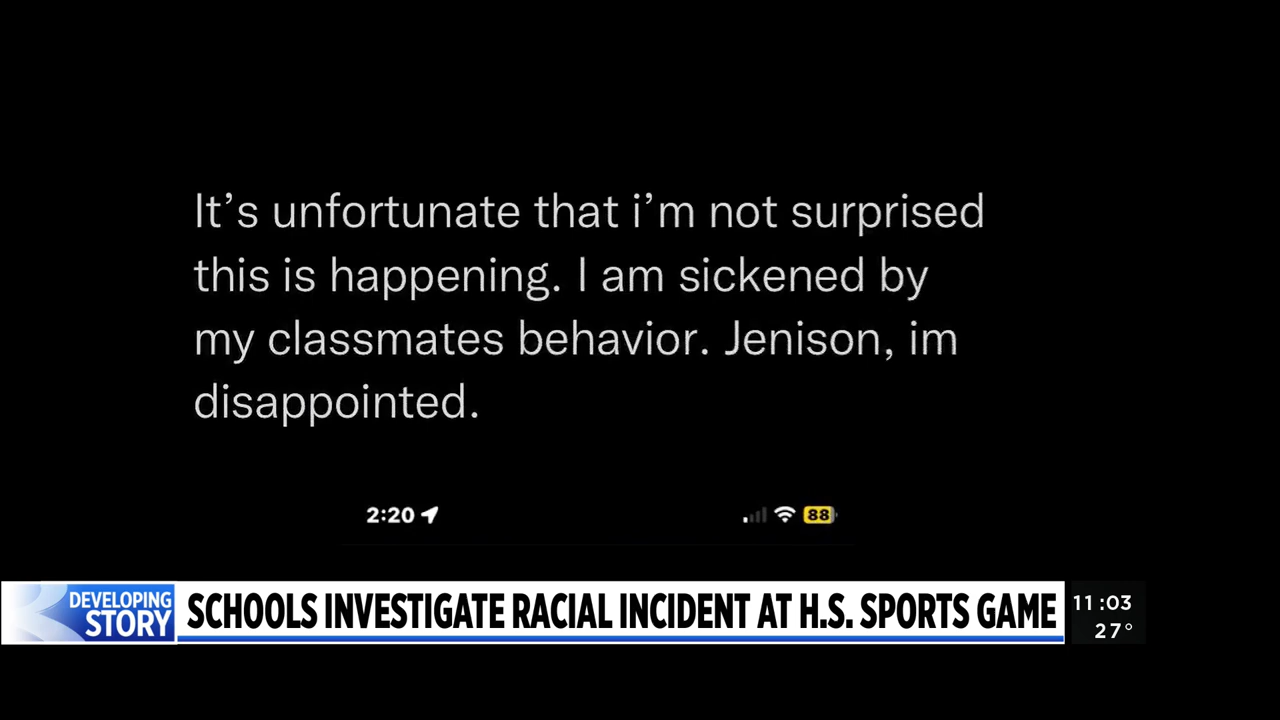 It’s unfortunate that i’m not surprised
this is happening. I am sickened by
my classmates behavior. Jenison, im
disappointed.
2:20
88
DEVELOPING
STORY
SCHOOLS INVESTIGATE RACIAL INCIDENT AT H.S. SPORTS GAME
11:03
27°